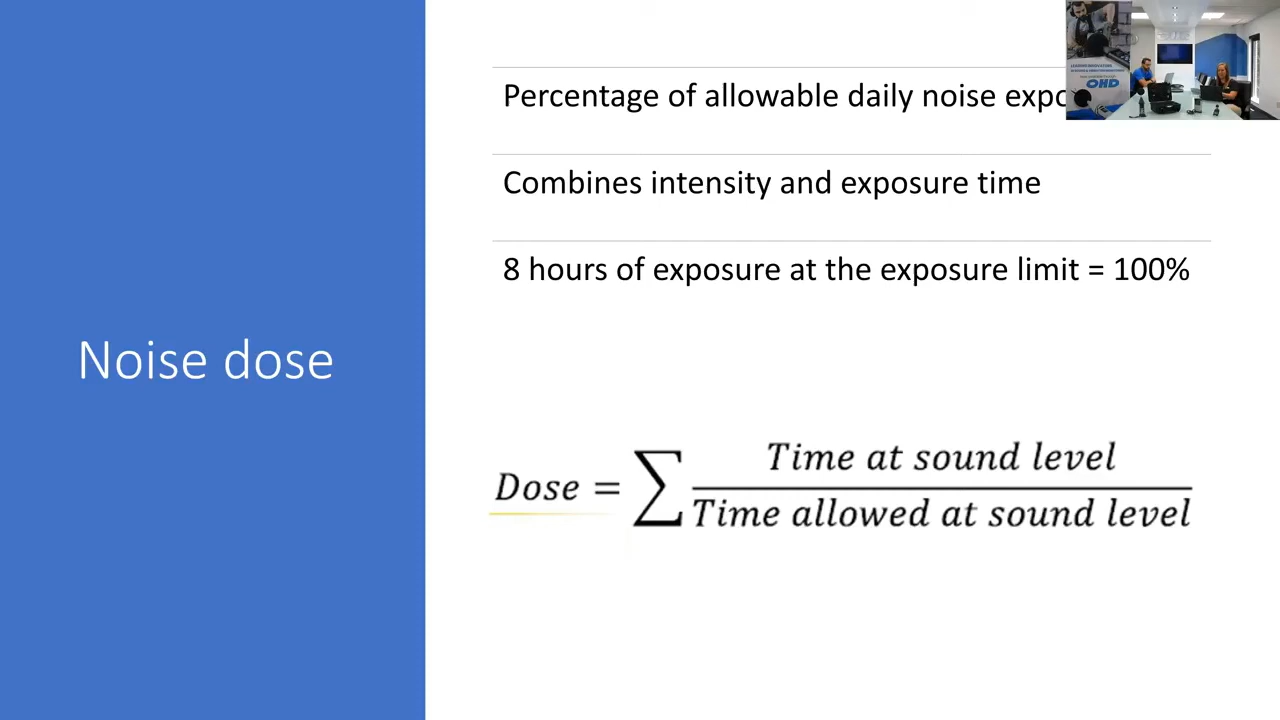 Percentage of allowable daily noise
Combines intensity and exposure time
8 hours of exposure at the exposure limit = 100%
Noise dose
Dose = ∑ Time at sound level
Time allowed at sound level
OHD